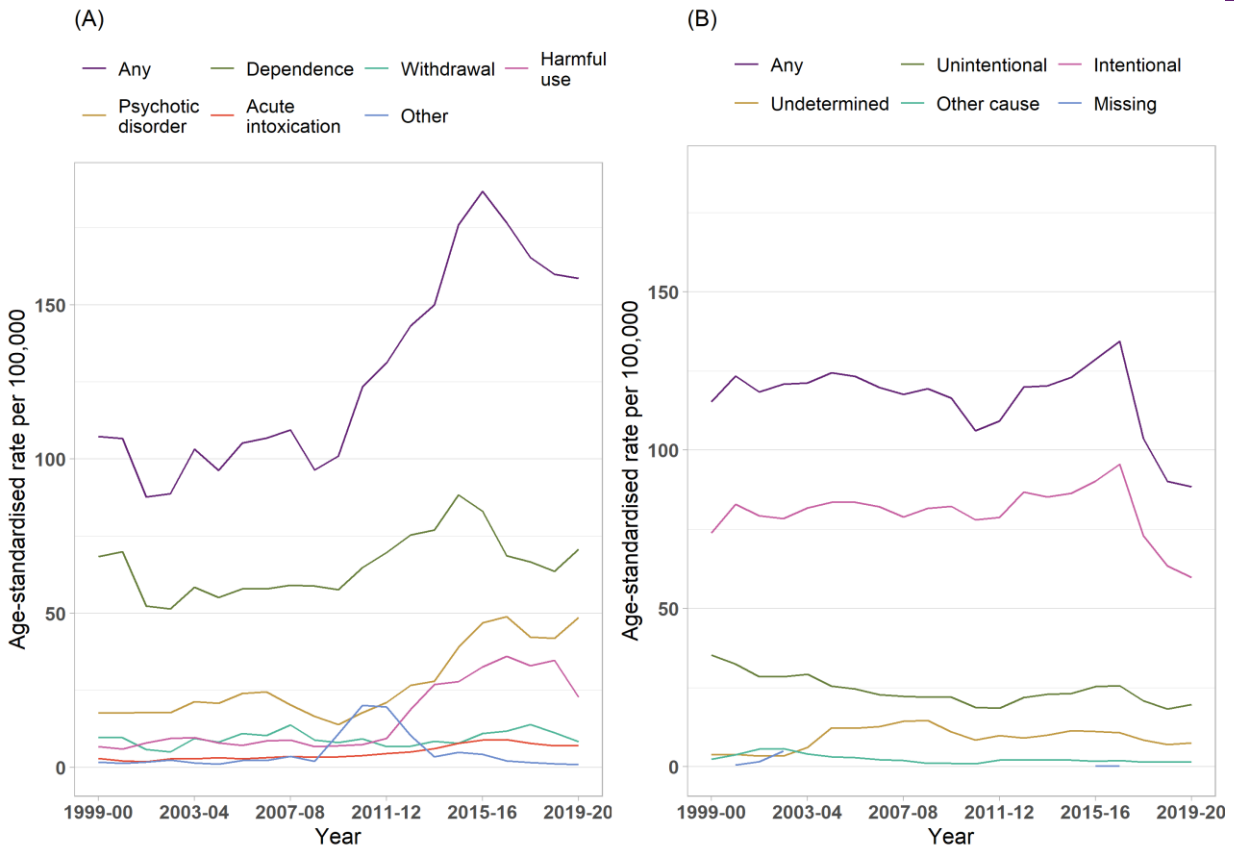 (A)
Any
Dependence
Withdrawal
Harmful
use
Psychotic
disorder
Acute
intoxication
Other
Age-standardised rate per 100,000
150
100
50
0
1999-00
2003-04
2007-08
2011-12
2015-16
2019-20
Year
(B)
Any
Unintentional
Intentional
Undetermined
Other cause
Missing
Age-standardised rate per 100,000
150
100
50
0
1999-00
2003-04
2007-08
2011-12
2015-16
2019-20
Year